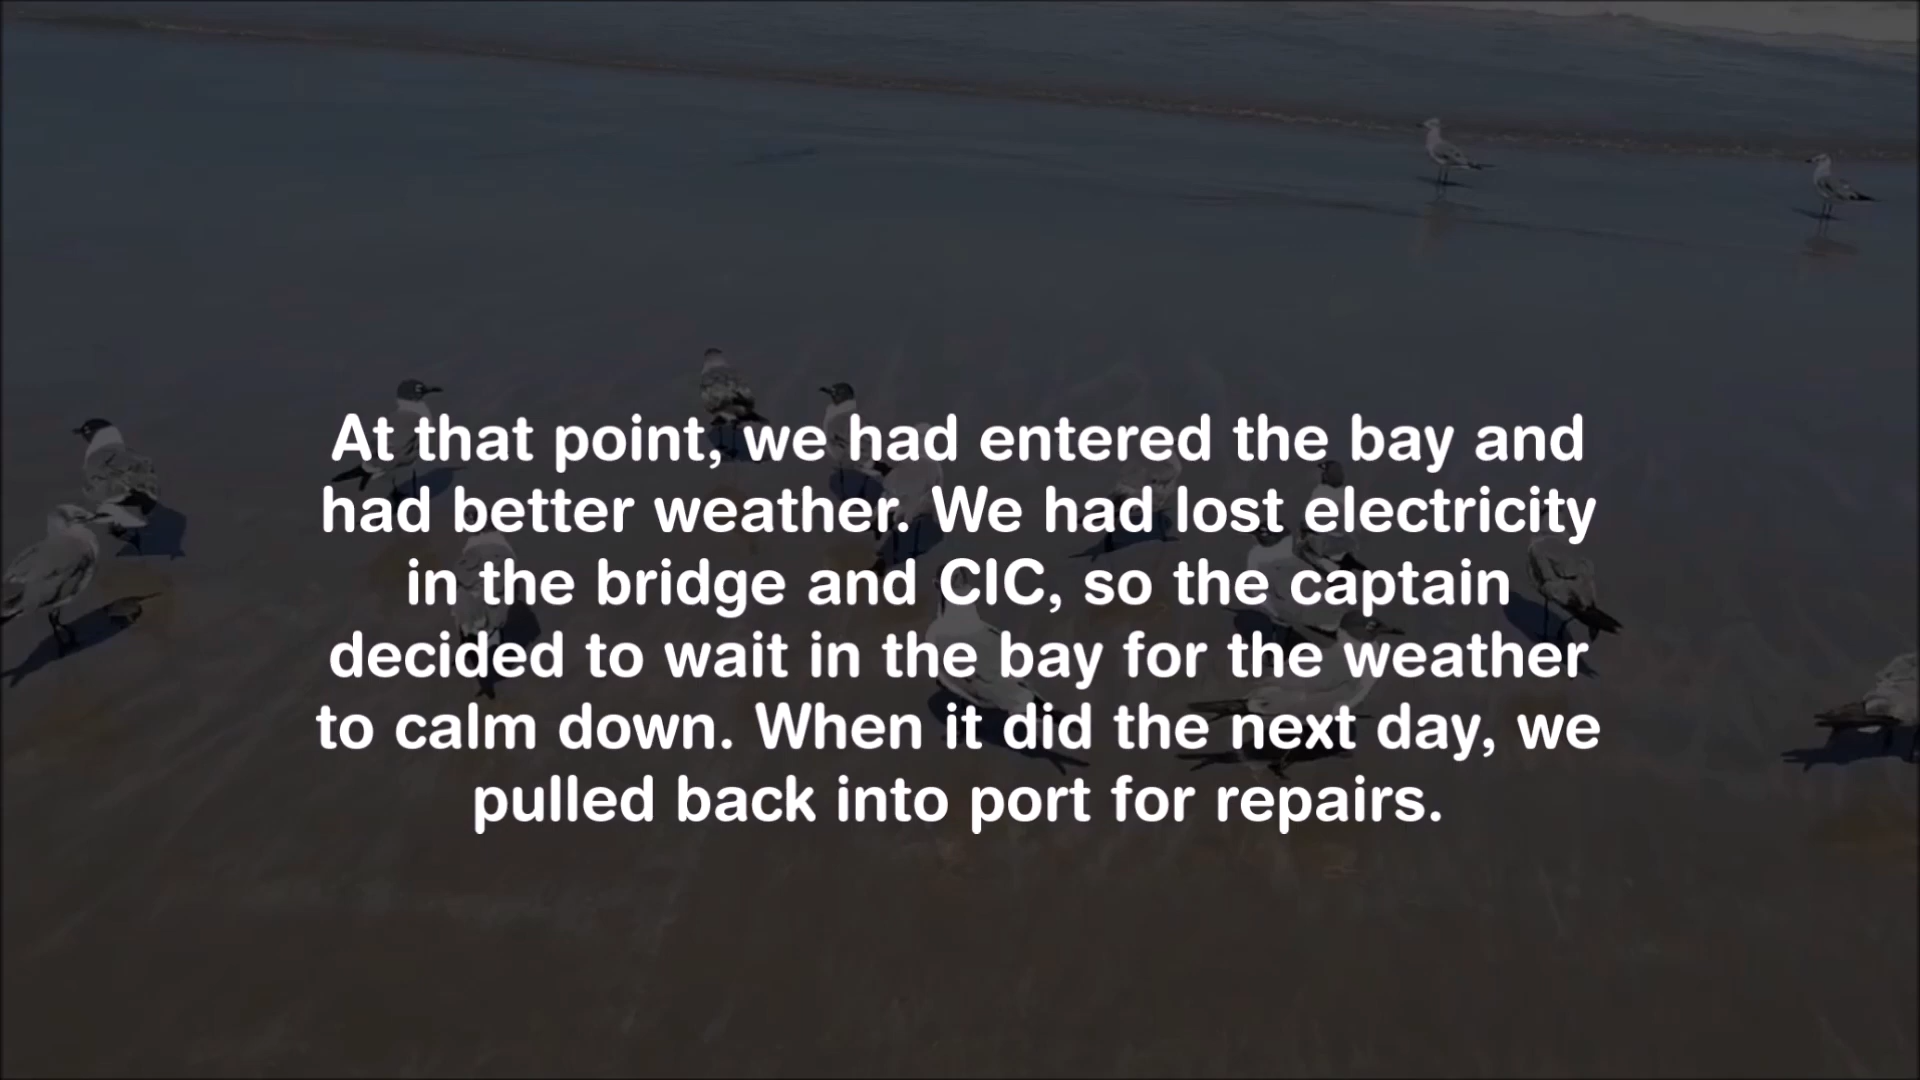 At that point, we had entered the bay and
had better weather. We had lost electricity
in the bridge and CIC, so the captain
decided to wait in the bay for the weather
to calm down. When it did the next day, we
pulled back into port for repairs.